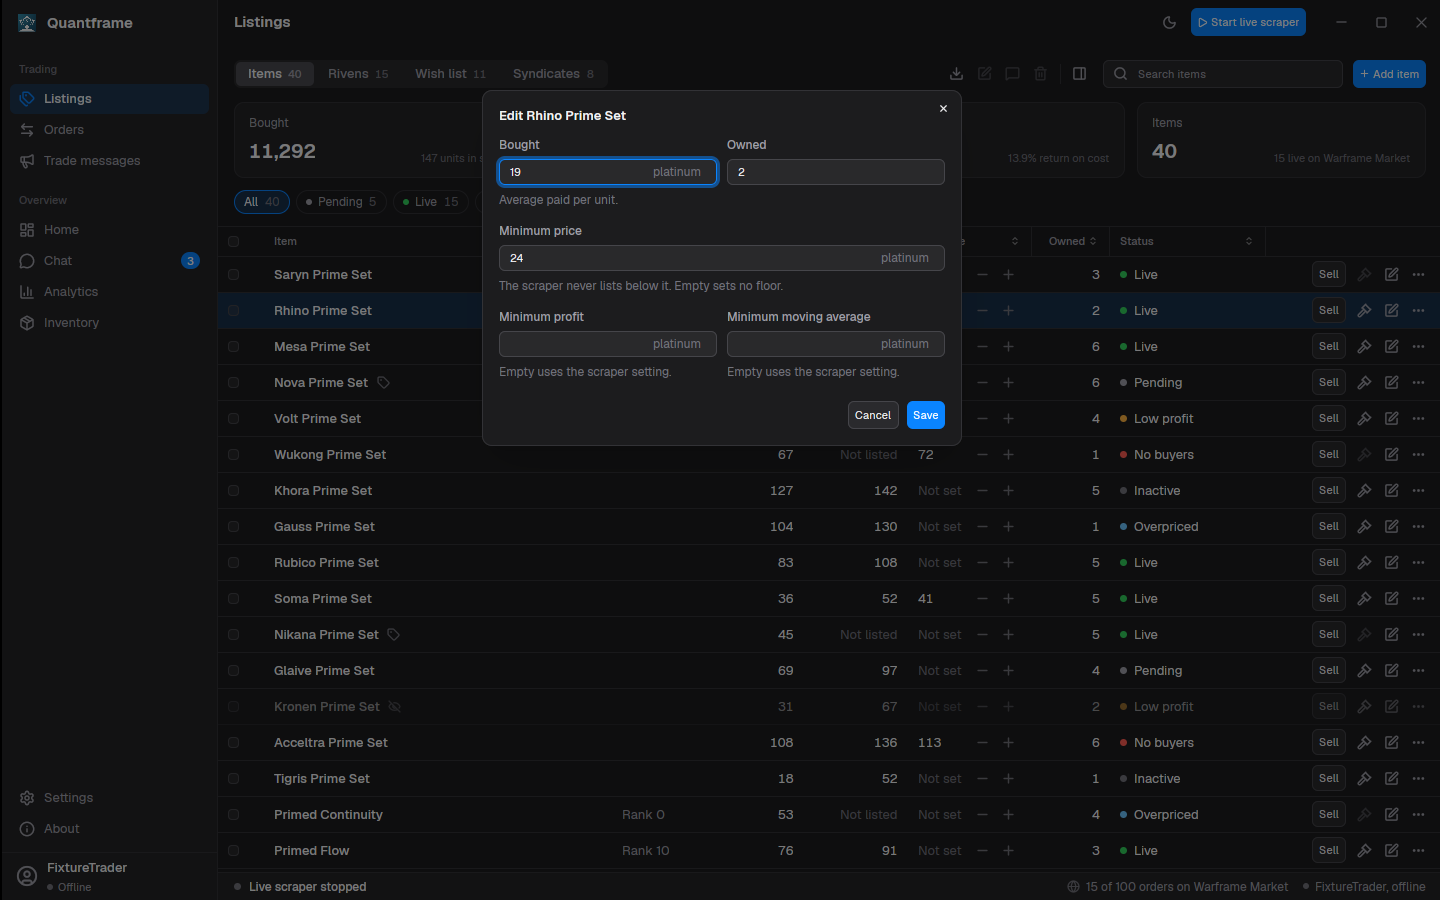 Quantframe
Listings
Start live scraper
Trading
Listings
Orders
Trade messages
Overview
Home
Chat 3
Analytics
Inventory
Settings
About
FixtureTrader
Offline
Items 40 Rivens 15 Wish list 11 Syndicates 8
Search items
+ Add item
Bought
11,292
147 units in
13.9% return on cost
Items
40
15 live on Warframe Market
All 40 Pending 5 Live 15
Item Owned Status
Saryn Prime Set 3 Live Sell
Rhino Prime Set 2 Live Sell
Mesa Prime Set 6 Live Sell
Nova Prime Set 6 Pending Sell
Volt Prime Set 4 Low profit Sell
Wukong Prime Set 67 Not listed 72 1 No buyers Sell
Khora Prime Set 127 142 Not set 5 Inactive Sell
Gauss Prime Set 104 130 Not set 1 Overpriced Sell
Rubico Prime Set 83 108 Not set 5 Live Sell
Soma Prime Set 36 52 41 5 Live Sell
Nikana Prime Set 45 Not listed Not set 5 Live Sell
Glaive Prime Set 69 97 Not set 4 Pending Sell
Kronen Prime Set 31 67 Not set 2 Low profit Sell
Acceltra Prime Set 108 136 113 6 No buyers Sell
Tigris Prime Set 18 52 Not set 1 Inactive Sell
Primed Continuity Rank 0 53 Not listed Not set 4 Overpriced Sell
Primed Flow Rank 10 76 91 Not set 3 Live Sell
Live scraper stopped
15 of 100 orders on Warframe Market
FixtureTrader, offline
Edit Rhino Prime Set
Bought Owned
19 platinum 2
Average paid per unit.
Minimum price
24 platinum
The scraper never lists below it. Empty sets no floor.
Minimum profit Minimum moving average
platinum platinum
Empty uses the scraper setting. Empty uses the scraper setting.
Cancel Save